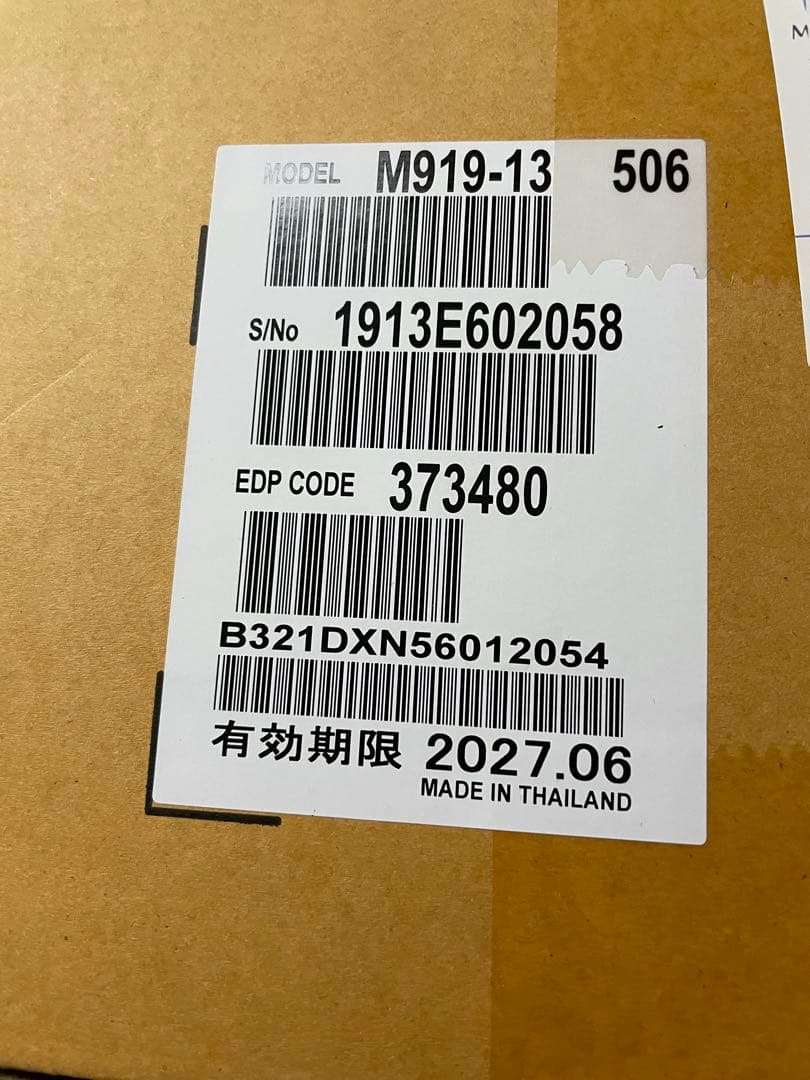 MODEL M919-13 506
S/No 1913E602058
EDP CODE 373480
B321DXN56012054
有効期限 2027.06
MADE IN THAILAND
M